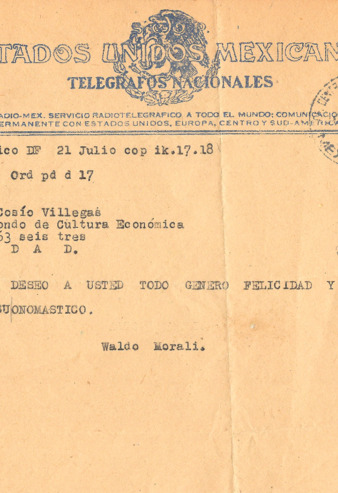 TADOS UNIDOS MEXICAN
TELEGRAFOS NACIONALES
ADIO-MEX. SERVICIO RADIOTELEGRAFICO. A TODO EL MUNDO; COMUNICACIO
PERMANENTE CON ESTADOS UNIDOS, EUROPA, CENTRO Y SUD-AMERICA
ico DF 21 Julio cop ik.17.18
Ord pd d 17
Cosío Villegas
ondo de Cultura Económica
63 seis tres
D A D.
DESEO A USTED TODO GENERO FELICIDAD Y
SUONOMASTICO.
Waldo Morali.